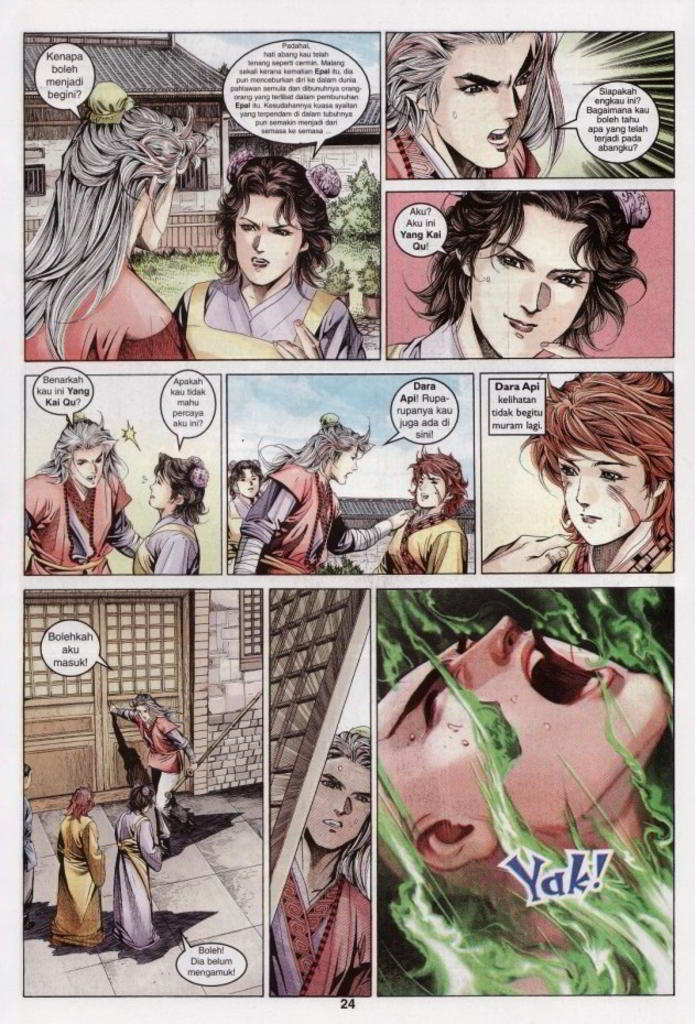 Kenapa
boleh
menjadi
begini?
Padahal,
hati abang kau telah
tenang seperti cermin. Malang
sekali kerana kematian Epal itu, dia
pun menceburkan diri ke dalam dunia
pahlawan semula dan dibunuhnya orang-
orang yang terlibat dalam pembunuhan
Epal itu. Kesudahannya kuasa syaitan
yang terpendam di dalam tubuhnya
pun semakin menjadi dari
semasa ke semasa ...
Siapakah
engkau ini?
Bagaimana kau
boleh tahu
apa yang telah
terjadi pada
abangku?
Aku?
Aku ini
Yang Kai
Qu!
Benarkah
kau ini Yang
Kai Qu?
Apakah
kau tidak
mahu
percaya
aku ini?
Dara
Api! Rupa-
rupanya kau
juga ada di
sini!
Dara Api
kelihatan
tidak begitu
muram lagi.
Bolehkah
aku
masuk!
Boleh!
Dia belum
mengamuk!
Yak!
24